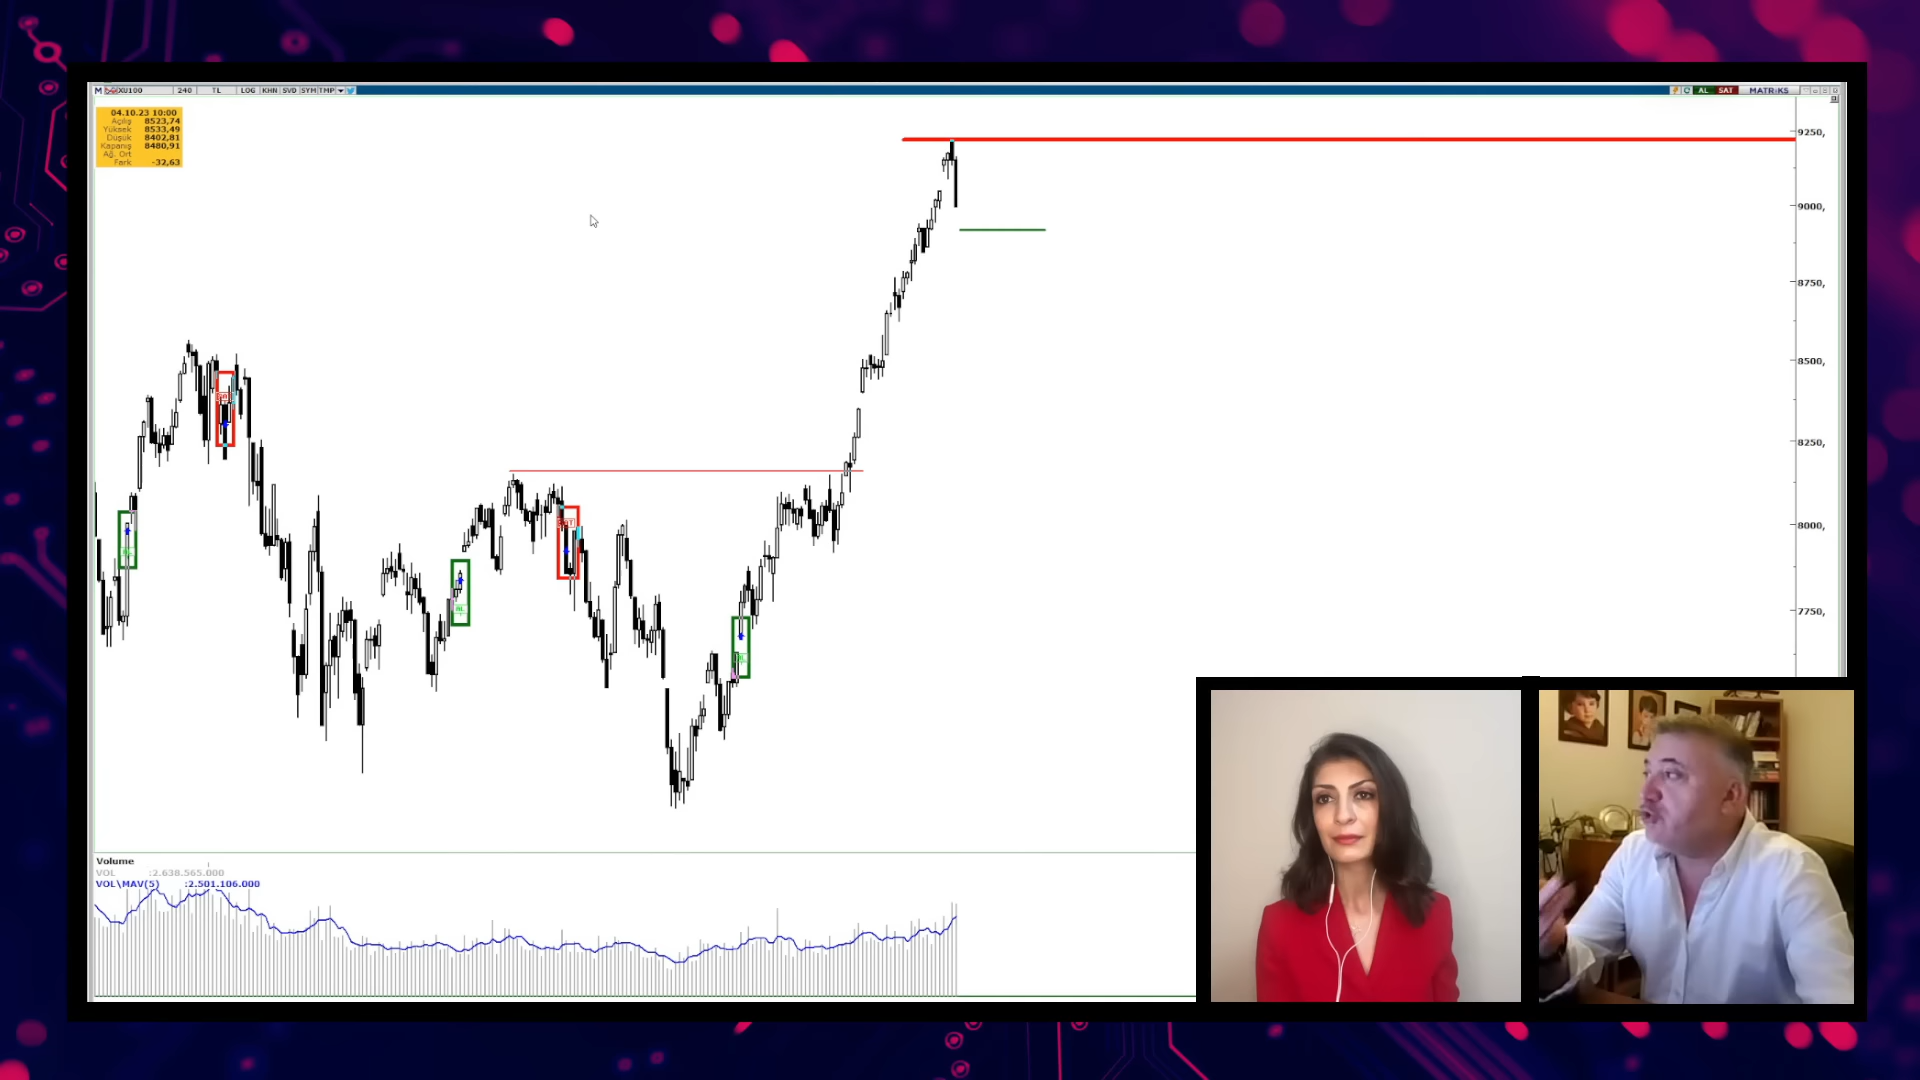 M XU100 240 TL LOG KHN SVD SYM TMP AL SAT MATRİKS
04.10.23 10:00
Açılış 8523,74
Yüksek 8533,49
Düşük 8402,81
Kapanış 8480,91
Ağ. Ort
Fark -32,63
9250,
9000,
8750,
8500,
8250,
8000,
7750,
Volume
VOL :2.638.565.000
VOL\MAV(5) :2.501.106.000